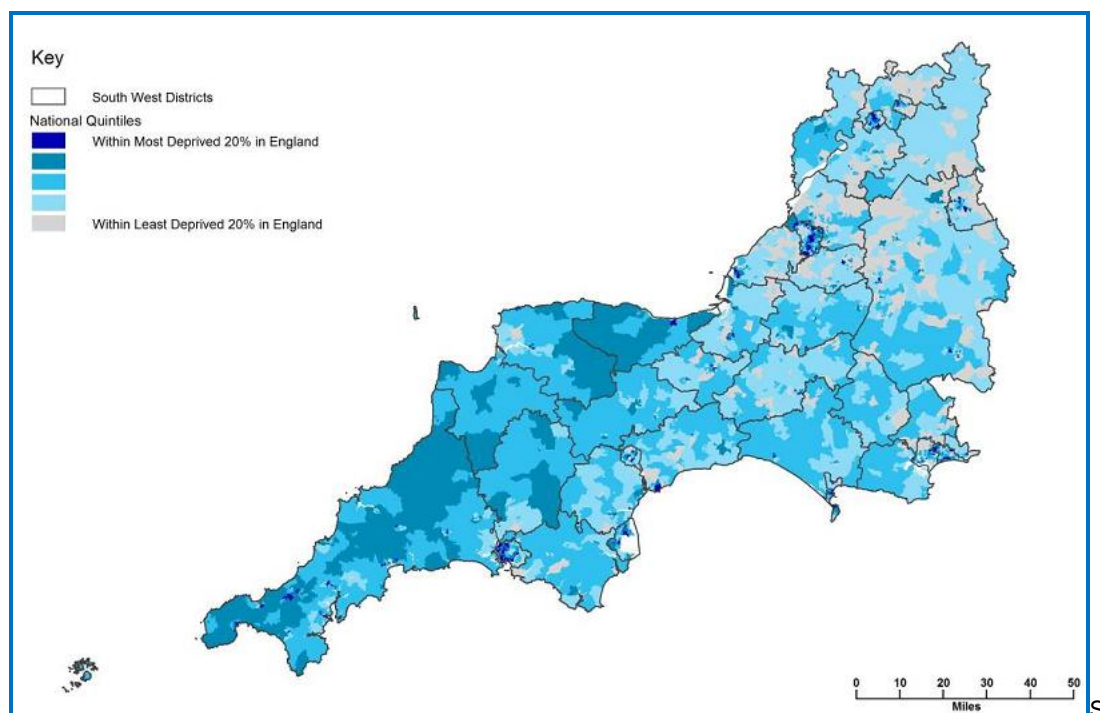 Key
South West Districts
National Quintiles
Within Most Deprived 20% in England
Within Least Deprived 20% in England
0 10 20 30 40 50
Miles
S